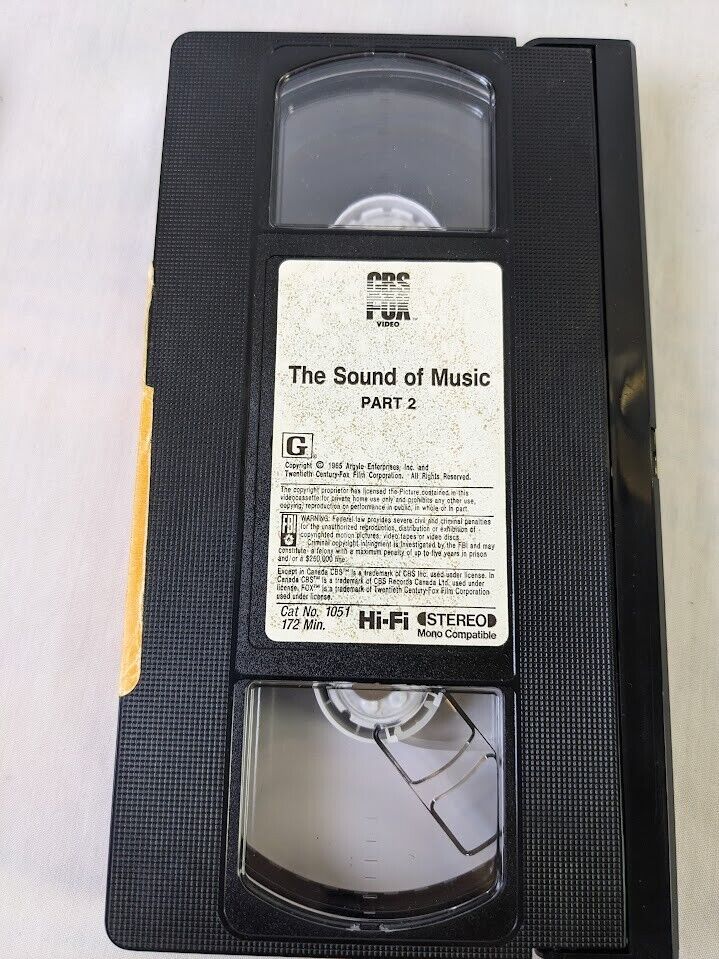 CBS
FOX
VIDEO™
The Sound of Music
PART 2
G®
Copyright © 1965 Argyle Enterprises, Inc. and
Twentieth Century-Fox Film Corporation. All Rights Reserved.
The copyright proprietor has licensed the Picture contained in this
videocassette for private home use only and prohibits any other use,
copying, reproduction or performance in public, in whole or in part.
FBI WARNING: Federal law provides severe civil and criminal penalties
for the unauthorized reproduction, distribution or exhibition of
copyrighted motion pictures, video tapes or video discs.
Criminal copyright infringment is investigated by the FBI and may
constitute a felony with a maximum penalty of up to five years in prison
and/or a $250,000 fine.
Except in Canada CBS™ is a trademark of CBS Inc. used under license. In
Canada CBS™ is a trademark of CBS Records Canada Ltd. used under
license. FOX™ is a trademark of Twentieth Century-Fox Film Corporation
used under license.
Cat No. 1051
172 Min.
Hi-Fi STEREO
Mono Compatible